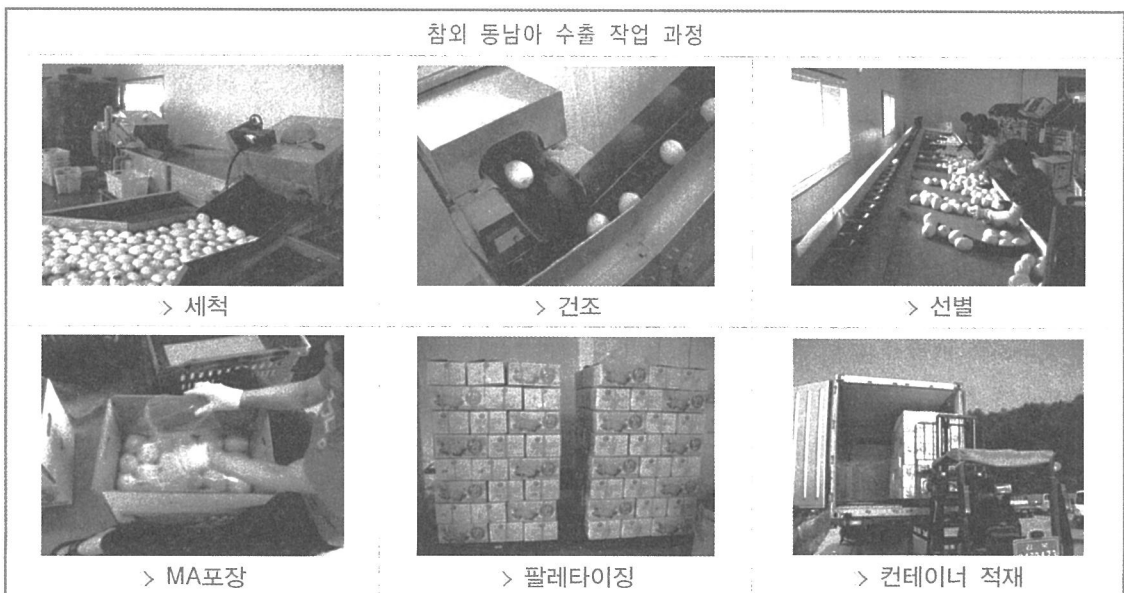 참외 동남아 수출 작업 과정
> 세척
> 건조
> 선별
> MA포장
> 팔레타이징
> 컨테이너 적재